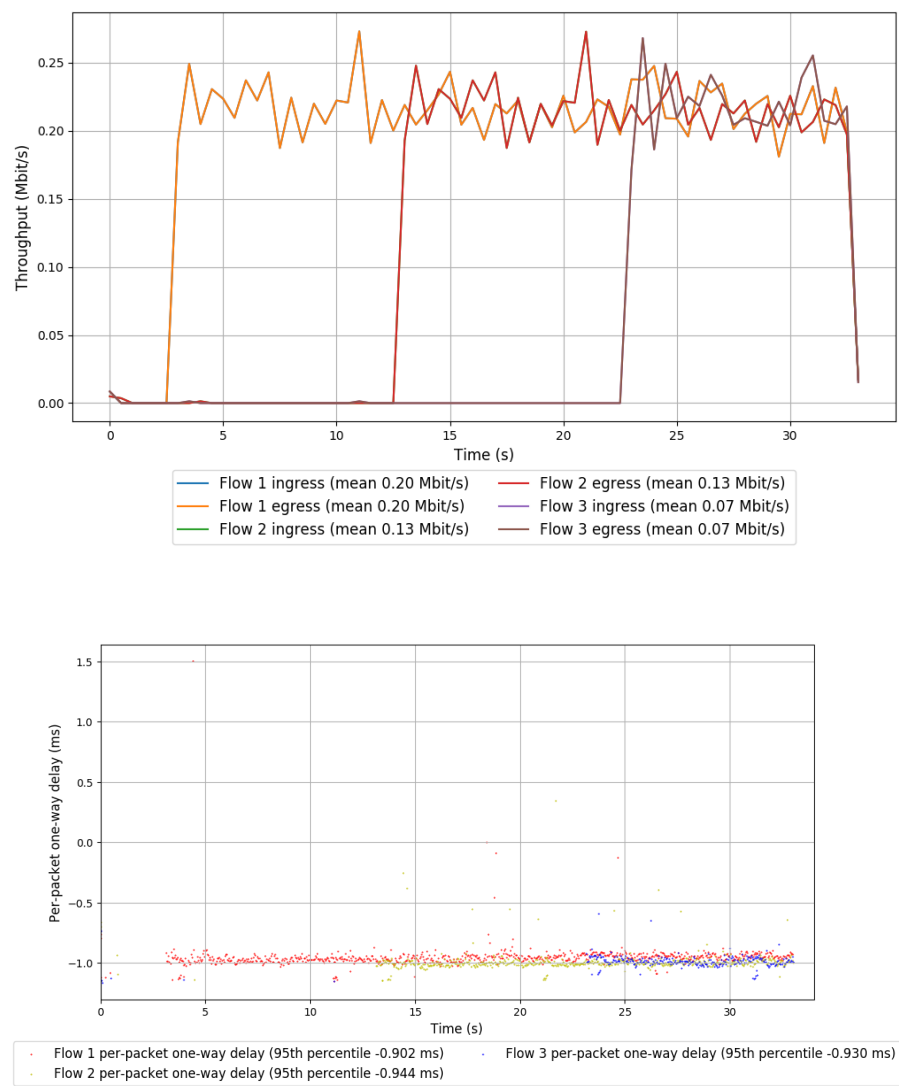 0.25
0.20
0.15
0.10
0.05
0.00
Throughput (Mbit/s)
0 5 10 15 20 25 30
Time (s)
Flow 1 ingress (mean 0.20 Mbit/s)
Flow 1 egress (mean 0.20 Mbit/s)
Flow 2 ingress (mean 0.13 Mbit/s)
Flow 2 egress (mean 0.13 Mbit/s)
Flow 3 ingress (mean 0.07 Mbit/s)
Flow 3 egress (mean 0.07 Mbit/s)
1.5
1.0
0.5
0.0
−0.5
−1.0
Per-packet one-way delay (ms)
0 5 10 15 20 25 30
Time (s)
Flow 1 per-packet one-way delay (95th percentile -0.902 ms)
Flow 2 per-packet one-way delay (95th percentile -0.944 ms)
Flow 3 per-packet one-way delay (95th percentile -0.930 ms)